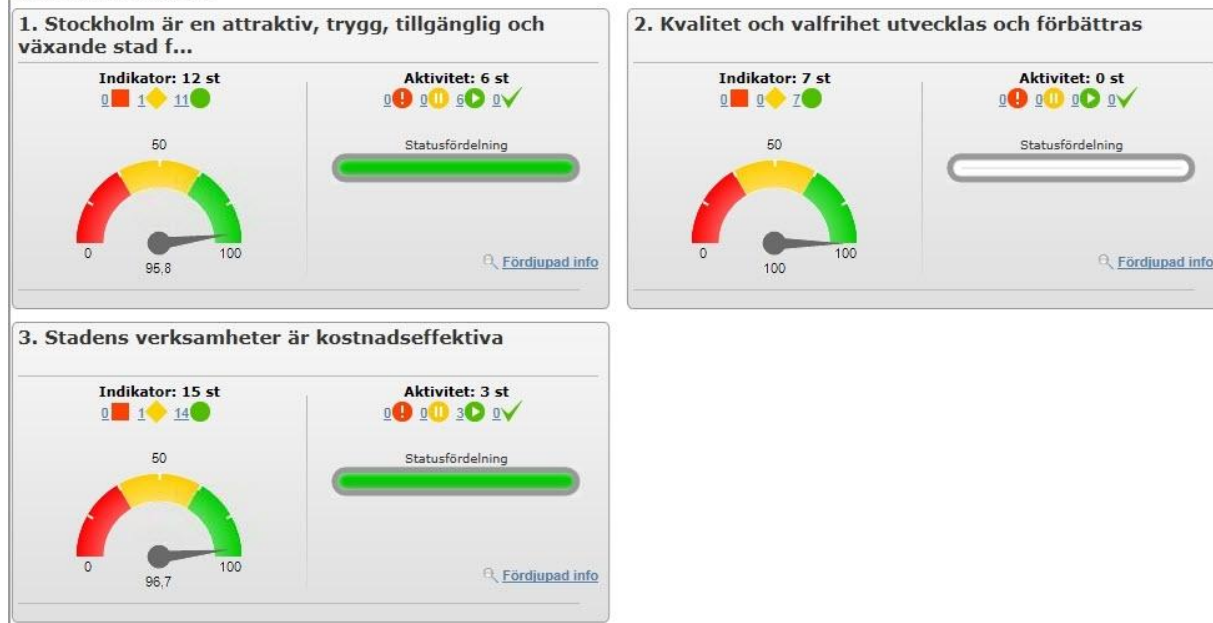 1. Stockholm är en attraktiv, trygg, tillgänglig och
växande stad f...
Indikator: 12 st
0 1 11
50
0
100
95,8
Aktivitet: 6 st
0 0 6 0
Statusfördelning
Fördjupad info
2. Kvalitet och valfrihet utvecklas och förbättras
Indikator: 7 st
0 0 7
50
0
100
100
Aktivitet: 0 st
0 0 0 0
Statusfördelning
Fördjupad info
3. Stadens verksamheter är kostnadseffektiva
Indikator: 15 st
0 1 14
50
0
100
96,7
Aktivitet: 3 st
0 0 3 0
Statusfördelning
Fördjupad info